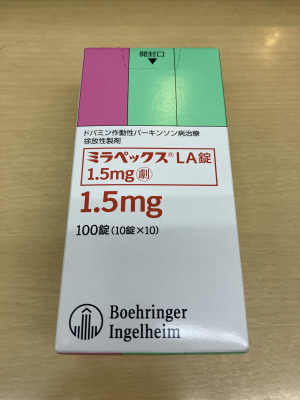 開封口
ドパミン作動性パーキンソン病治療
徐放性製剤
ミラペックス® LA錠
1.5mg 劇
1.5mg
100錠(10錠×10)
Boehringer
Ingelheim